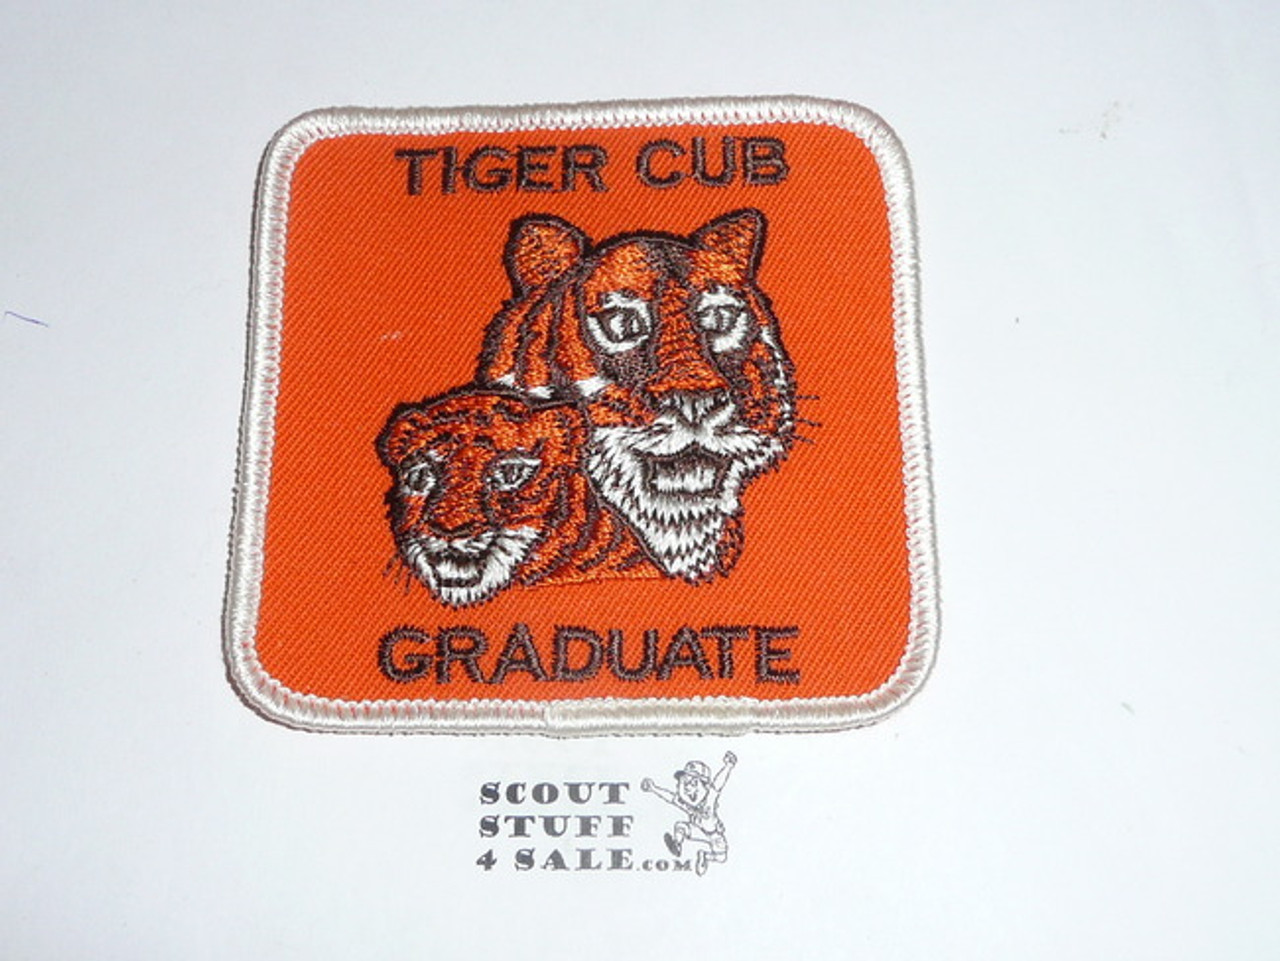 TIGER CUB
GRADUATE
SCOUT
STUFF
4 SALE.COM